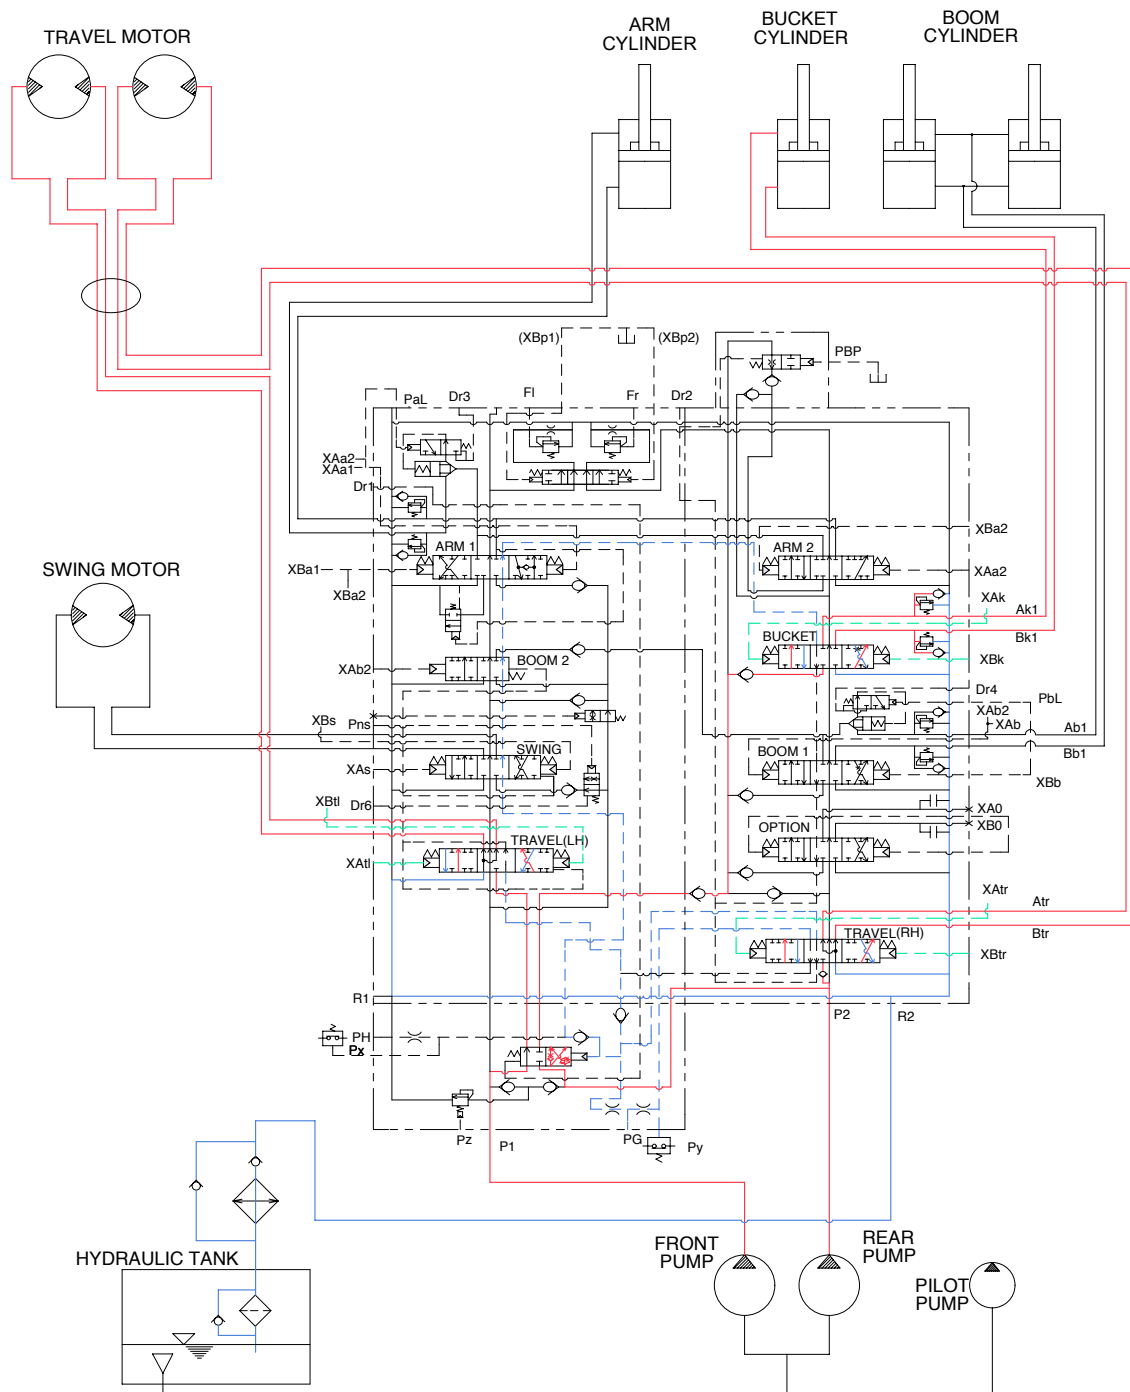 TRAVEL MOTOR
ARM
CYLINDER
BUCKET
CYLINDER
BOOM
CYLINDER
(XBp1)
(XBp2)
PBP
PaL
Dr3
Fl
Fr
Dr2
XAa2
XAa1
Dr1
XBa2
ARM 1
ARM 2
SWING MOTOR
XBa1
XBa2
XAa2
XAk
Ak1
BUCKET
Bk1
XAb2
BOOM 2
XBk
Dr4
PbL
XBs
Pns
XAb2
XAb
Ab1
SWING
BOOM 1
Bb1
XAs
XBb
XBtl
Dr6
XA0
XB0
TRAVEL(LH)
OPTION
XAtl
XAtr
Atr
TRAVEL(RH)
Btr
XBtr
R1
P2
R2
PH
Px
Pz
P1
PG
Py
HYDRAULIC TANK
FRONT
PUMP
REAR
PUMP
PILOT
PUMP